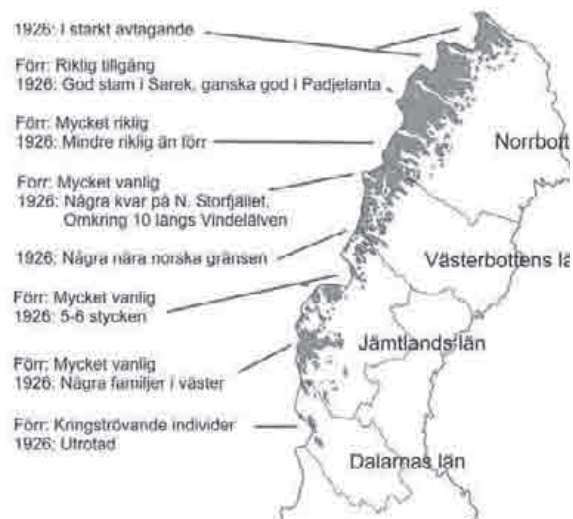 1926: I starkt avtagande
Förr: Riklig tillgång
1926: God stam i Sarek, ganska god i Padjelanta
Förr: Mycket riklig
1926: Mindre riklig än förr
Norrbott
Förr: Mycket vanlig
1926: Några kvar på N. Storfjället,
Omkring 10 längs Vindelälven
1926: Några nära norska gränsen
Västerbottens lä
Förr: Mycket vanlig
1926: 5-6 stycken
Jämtlands län
Förr: Mycket vanlig
1926: Några familjer i väster
Förr: Kringströvande individer
1926: Utrotad
Dalarnas län